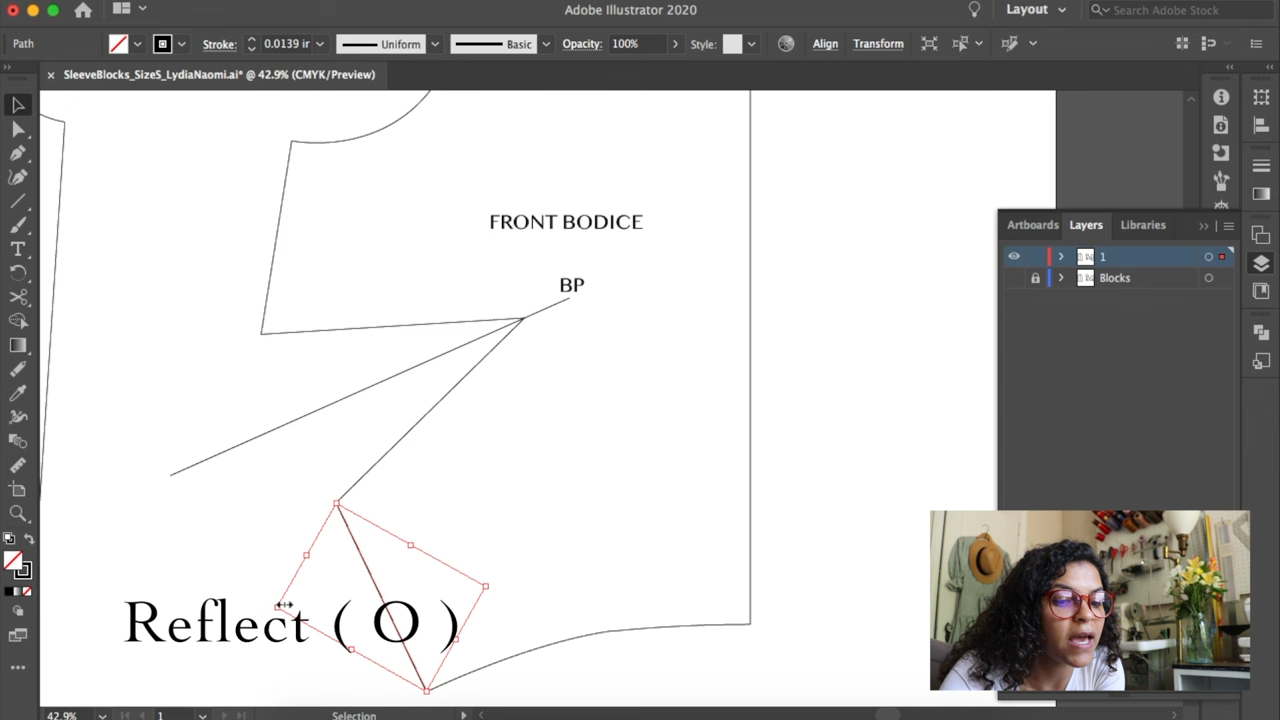 Adobe Illustrator 2020
Layout
Search Adobe Stock
Path
Stroke:
0.0139 in
Uniform
Basic
Opacity:
100%
Style:
Align
Transform
SleeveBlocks_SizeS_LydiaNaomi.ai* @ 42.9% (CMYK/Preview)
FRONT BODICE
BP
Artboards
Layers
Libraries
1
Blocks
Reflect ( O )
42.9%
1
Selection